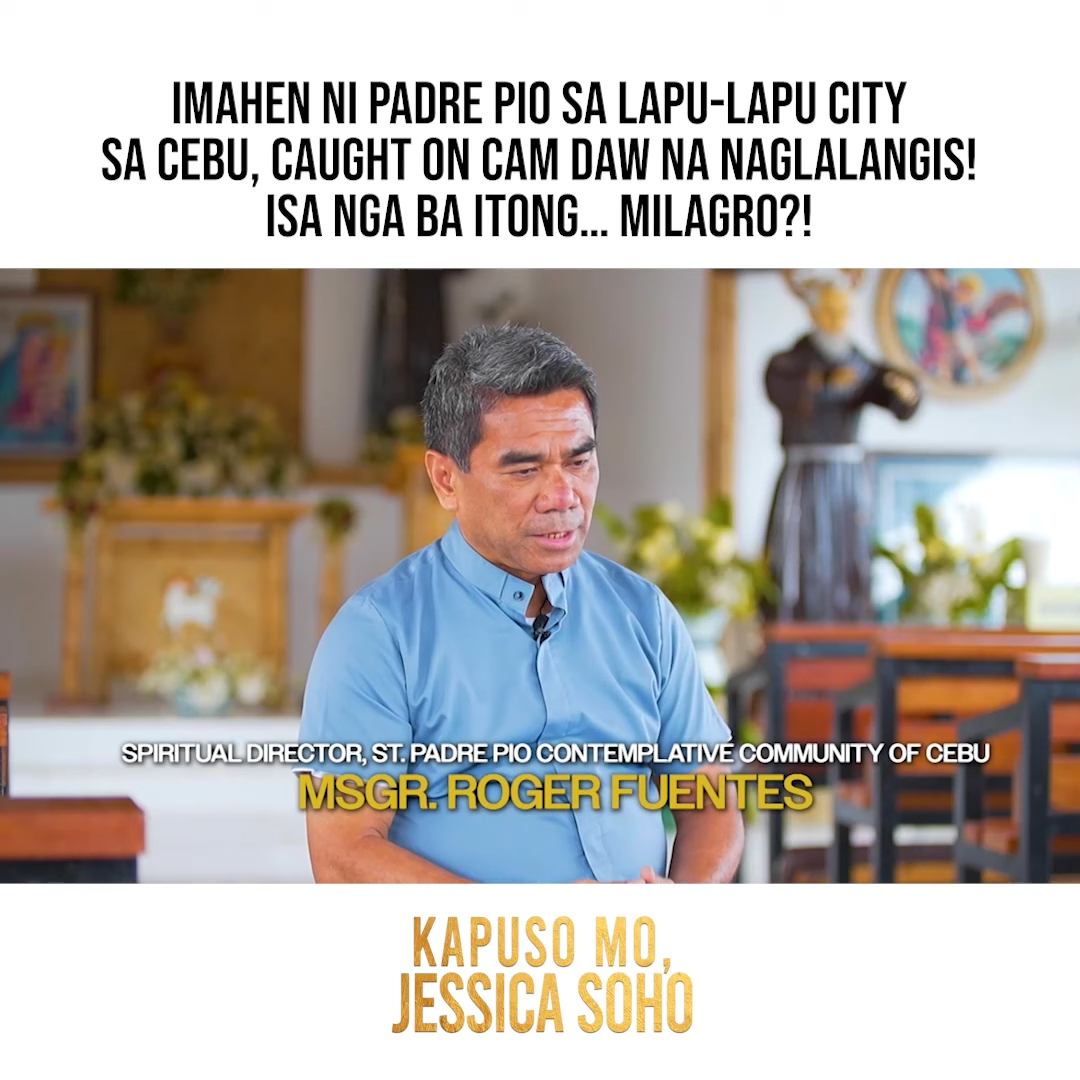 IMAHEN NI PADRE PIO SA LAPU-LAPU CITY
SA CEBU, CAUGHT ON CAM DAW NA NAGLALANGIS!
ISA NGA BA ITONG... MILAGRO?!
SPIRITUAL DIRECTOR, ST. PADRE PIO CONTEMPLATIVE COMMUNITY OF CEBU
MSGR. ROGER FUENTES
KAPUSO MO,
JESSICA SOHO